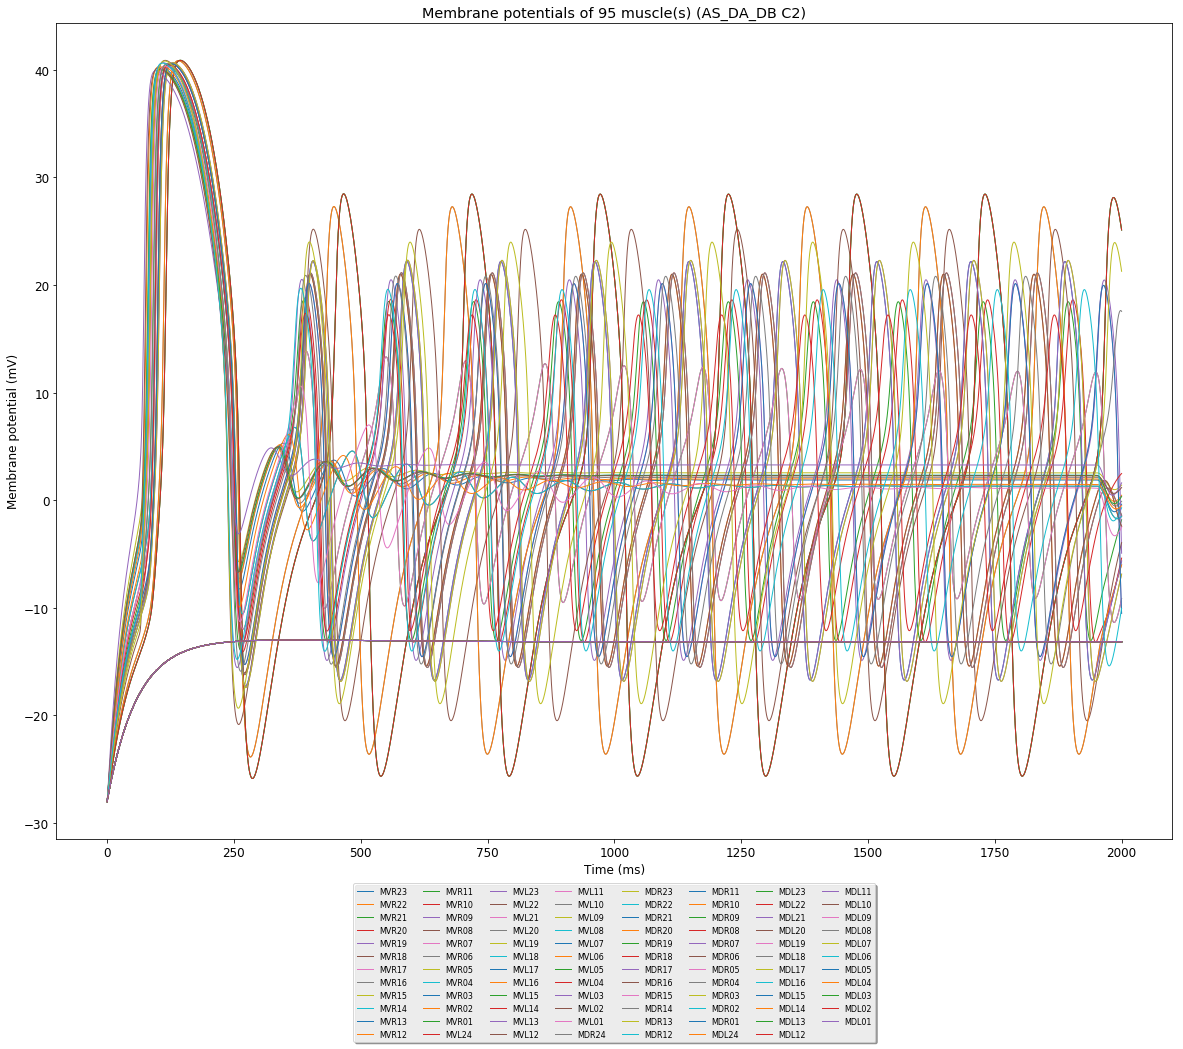 Membrane potentials of 95 muscle(s) (AS_DA_DB C2)
Membrane potential (mV)
40
30
20
10
0
−10
−20
−30
0 250 500 750 1000 1250 1500 1750 2000
Time (ms)
MVR23 MVR11 MVL23 MVL11 MDR23 MDR11 MDL23 MDL11
MVR22 MVR10 MVL22 MVL10 MDR22 MDR10 MDL22 MDL10
MVR21 MVR09 MVL21 MVL09 MDR21 MDR09 MDL21 MDL09
MVR20 MVR08 MVL20 MVL08 MDR20 MDR08 MDL20 MDL08
MVR19 MVR07 MVL19 MVL07 MDR19 MDR07 MDL19 MDL07
MVR18 MVR06 MVL18 MVL06 MDR18 MDR06 MDL18 MDL06
MVR17 MVR05 MVL17 MVL05 MDR17 MDR05 MDL17 MDL05
MVR16 MVR04 MVL16 MVL04 MDR16 MDR04 MDL16 MDL04
MVR15 MVR03 MVL15 MVL03 MDR15 MDR03 MDL15 MDL03
MVR14 MVR02 MVL14 MVL02 MDR14 MDR02 MDL14 MDL02
MVR13 MVR01 MVL13 MVL01 MDR13 MDR01 MDL13 MDL01
MVR12 MVL24 MVL12 MDR24 MDR12 MDL24 MDL12